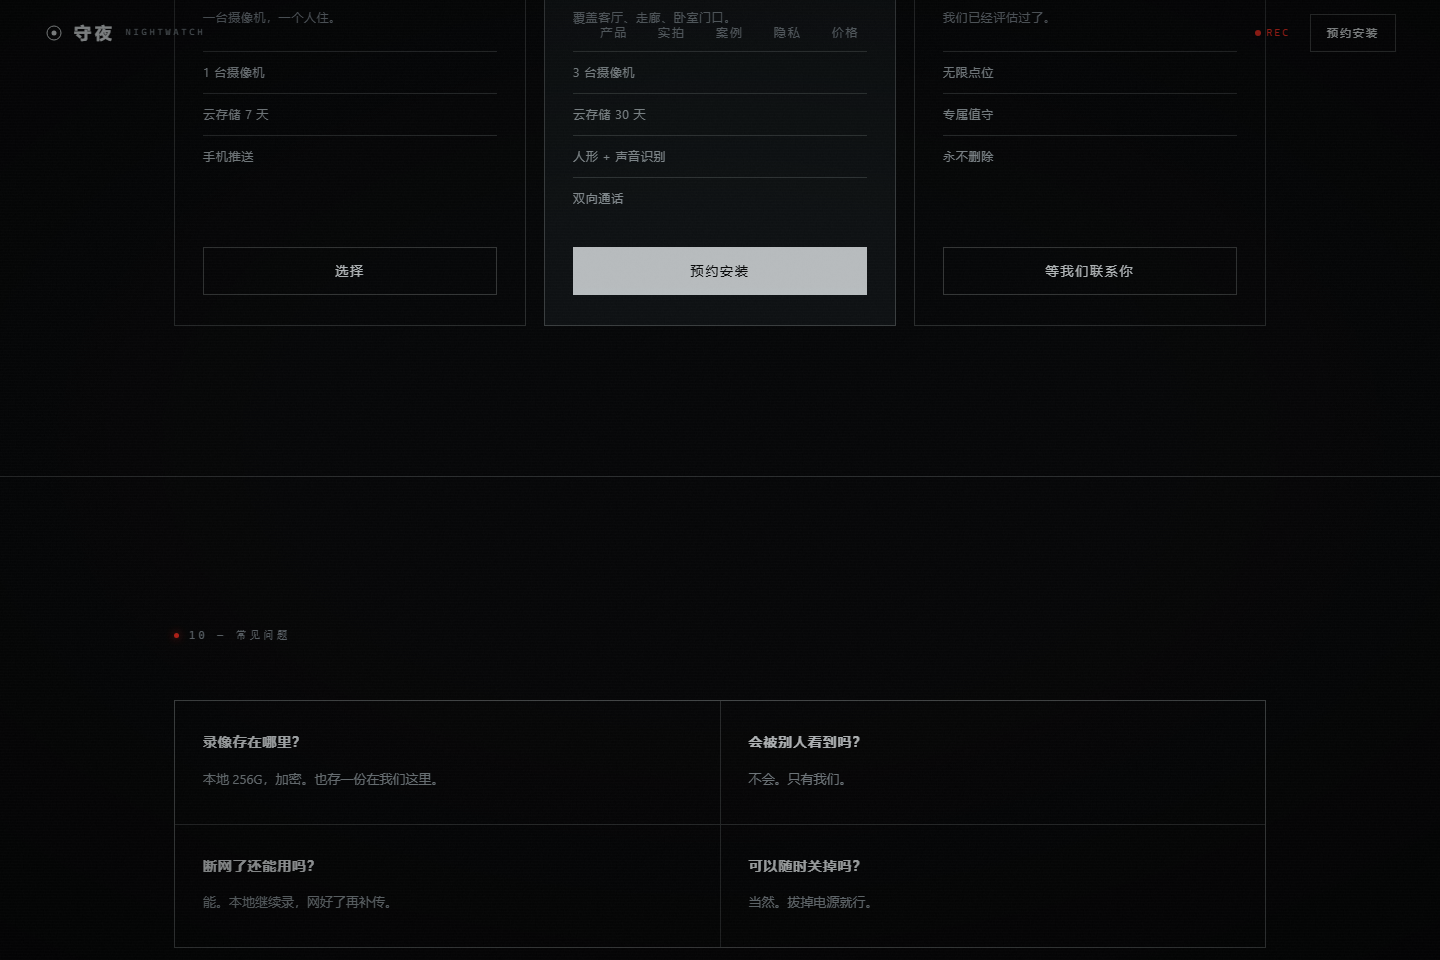 守夜 NIGHTWATCH
产品 实拍 案例 隐私 价格
REC
预约安装
一台摄像机，一个人住。
1 台摄像机
云存储 7 天
手机推送
选择
覆盖客厅、走廊、卧室门口。
3 台摄像机
云存储 30 天
人形 + 声音识别
双向通话
预约安装
我们已经评估过了。
无限点位
专属值守
永不删除
等我们联系你
10 — 常见问题
录像存在哪里？
本地 256G，加密。也存一份在我们这里。
会被别人看到吗？
不会。只有我们。
断网了还能用吗？
能。本地继续录，网好了再补传。
可以随时关掉吗？
当然。拔掉电源就行。